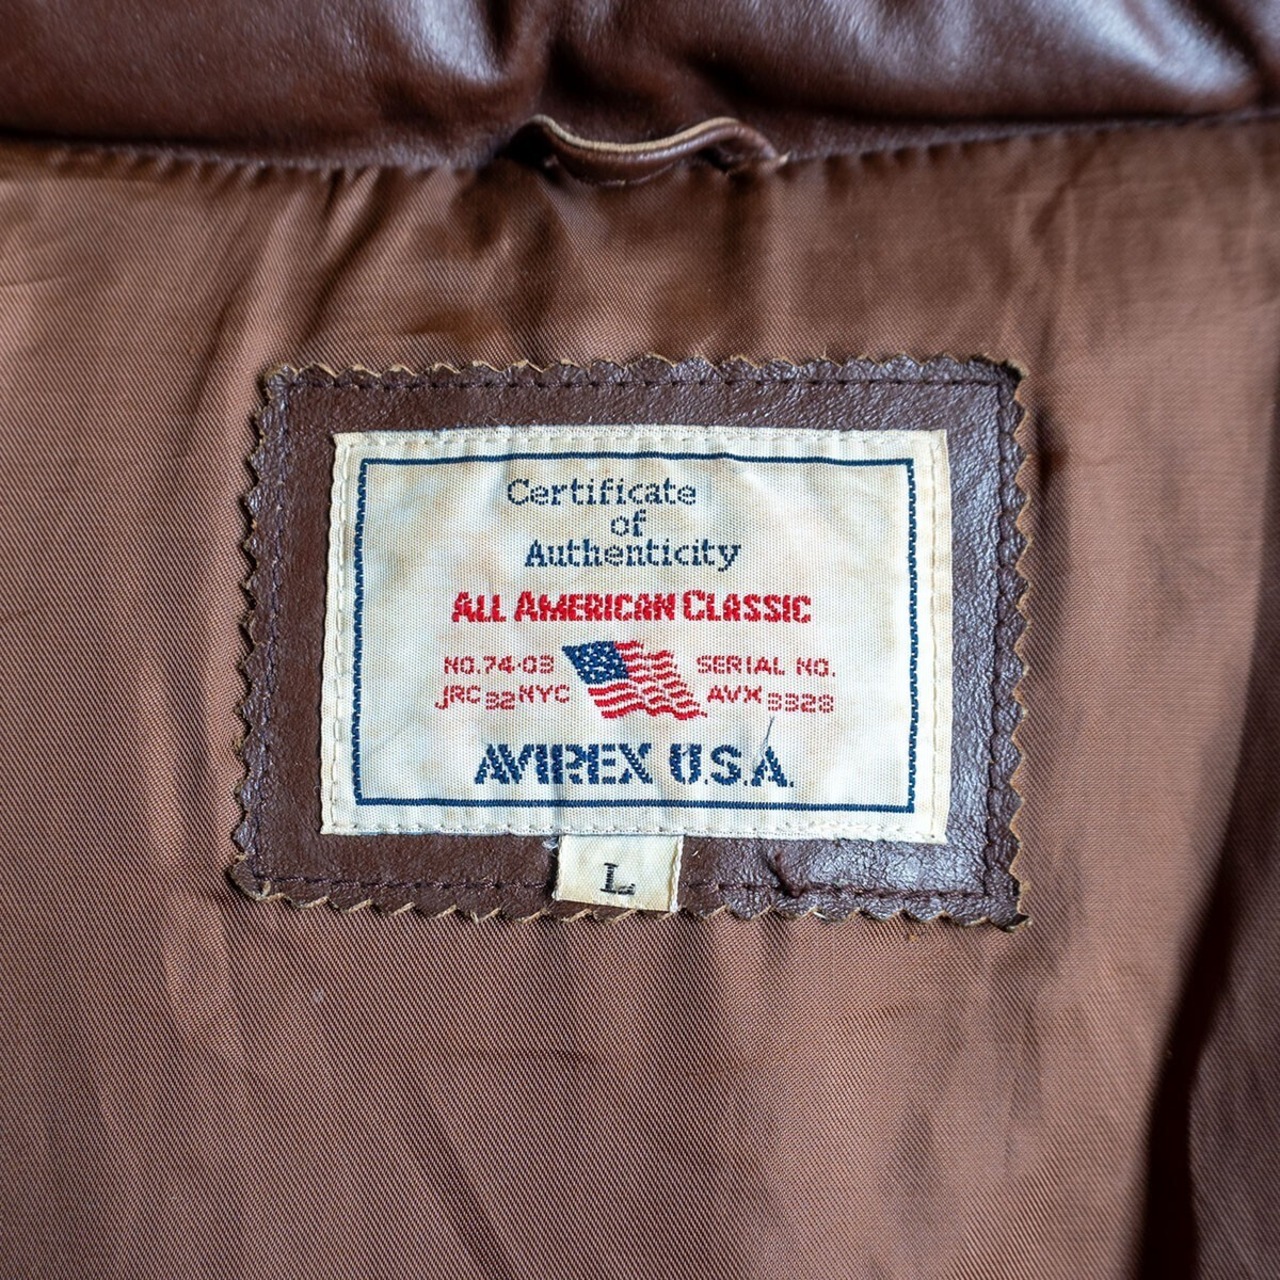 Certificate
of
Authenticity
ALL AMERICAN CLASSIC
NO.74-03 SERIAL NO.
JRC 32 NYC AVX 3328
AVIREX U.S.A.
L